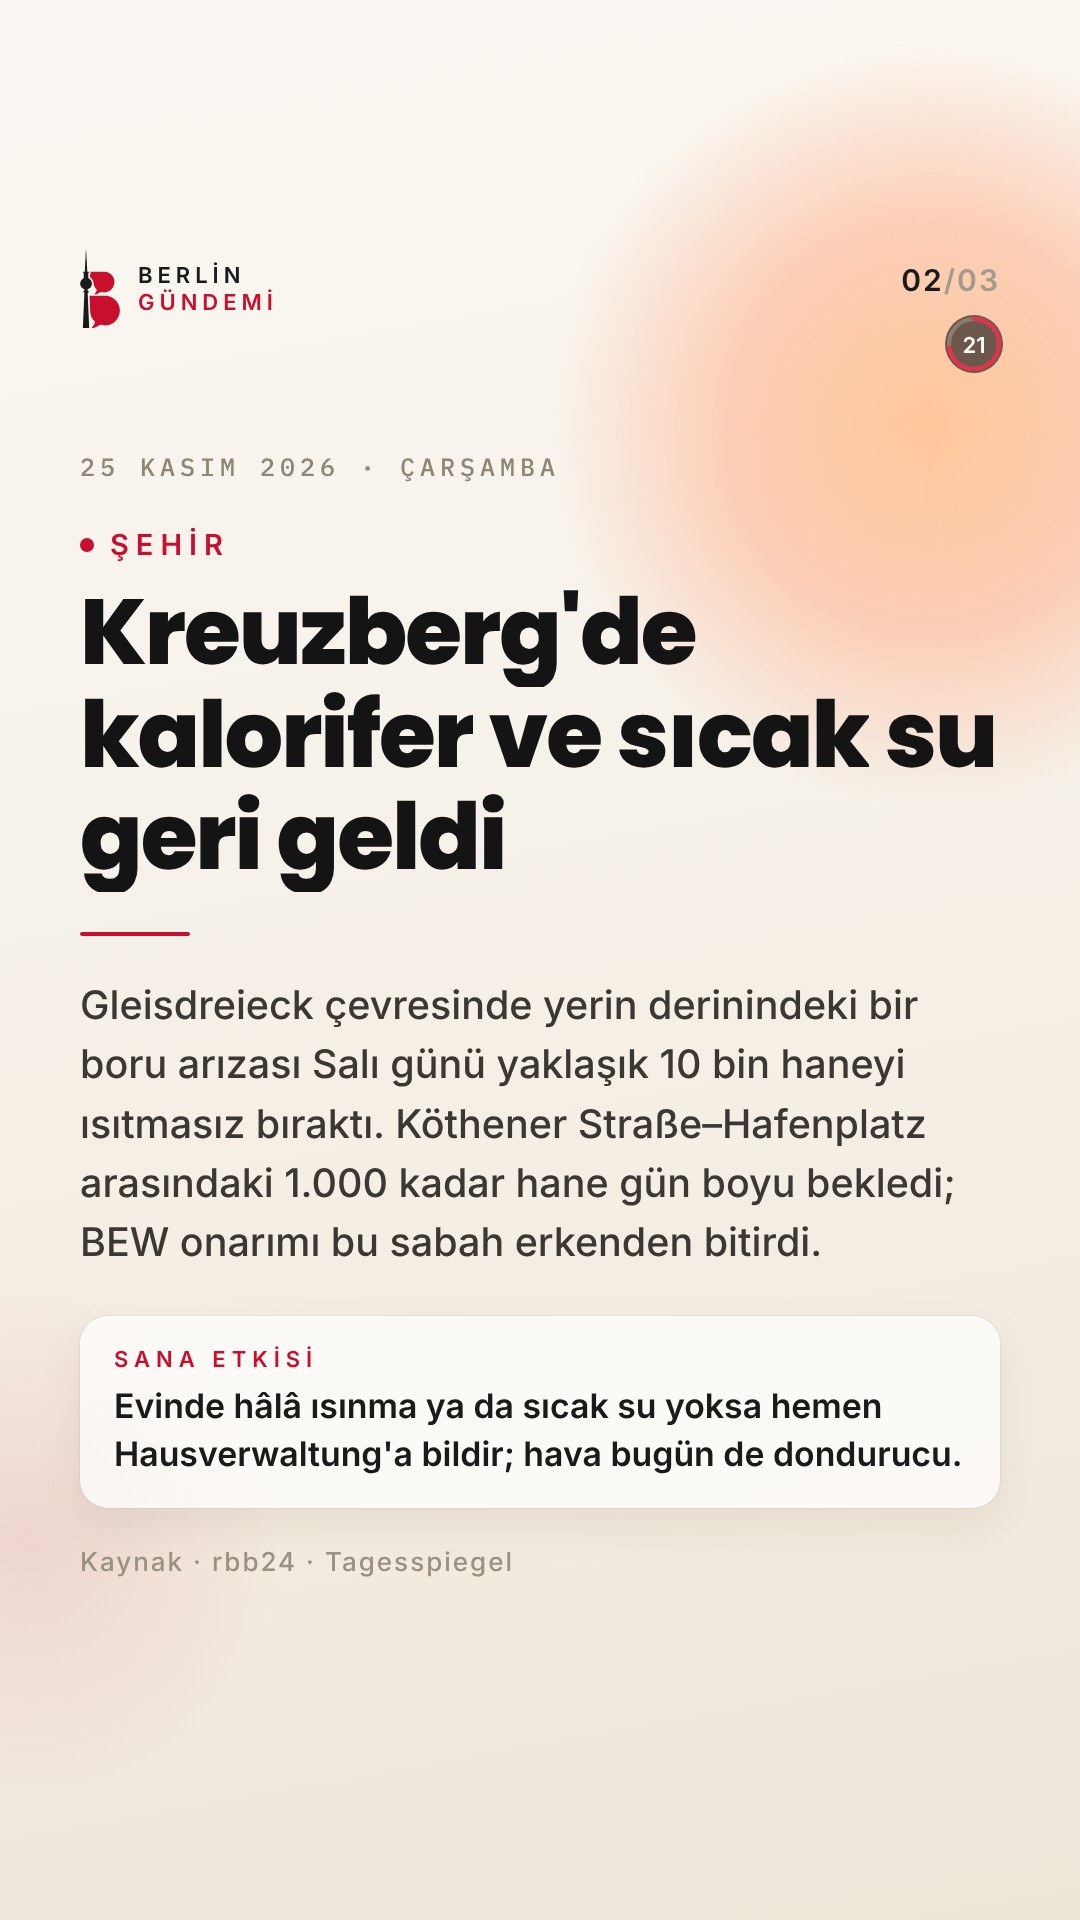 BERLİN
GÜNDEMİ
02/03
21
25 KASIM 2026 · ÇARŞAMBA
ŞEHİR
Kreuzberg'de
kalorifer ve sıcak su
geri geldi
Gleisdreieck çevresinde yerin derinindeki bir
boru arızası Salı günü yaklaşık 10 bin haneyi
ısıtmasız bıraktı. Köthener Straße–Hafenplatz
arasındaki 1.000 kadar hane gün boyu bekledi;
BEW onarımı bu sabah erkenden bitirdi.
SANA ETKİSİ
Evinde hâlâ ısınma ya da sıcak su yoksa hemen
Hausverwaltung'a bildir; hava bugün de dondurucu.
Kaynak · rbb24 · Tagesspiegel